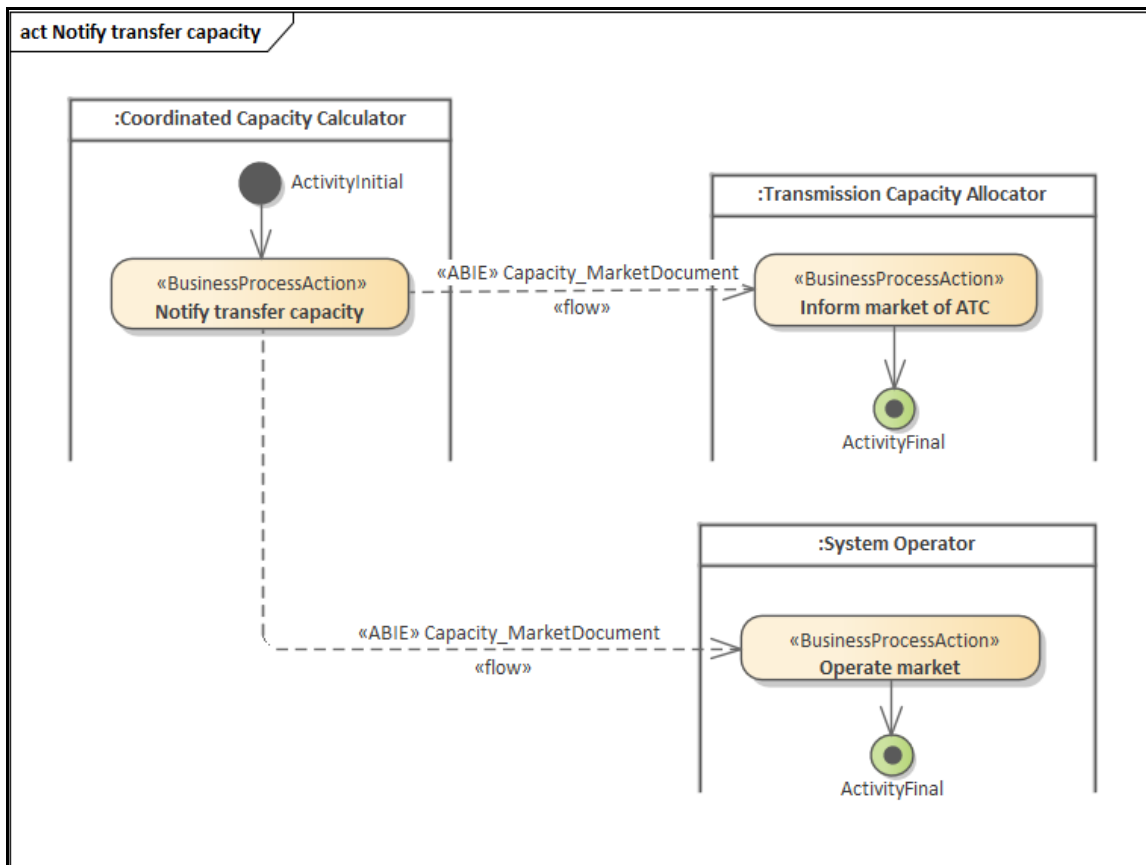 act Notify transfer capacity
:Coordinated Capacity Calculator
ActivityInitial
«BusinessProcessAction»
Notify transfer capacity
«ABIE» Capacity_MarketDocument
«flow»
:Transmission Capacity Allocator
«BusinessProcessAction»
Inform market of ATC
ActivityFinal
«ABIE» Capacity_MarketDocument
«flow»
:System Operator
«BusinessProcessAction»
Operate market
ActivityFinal